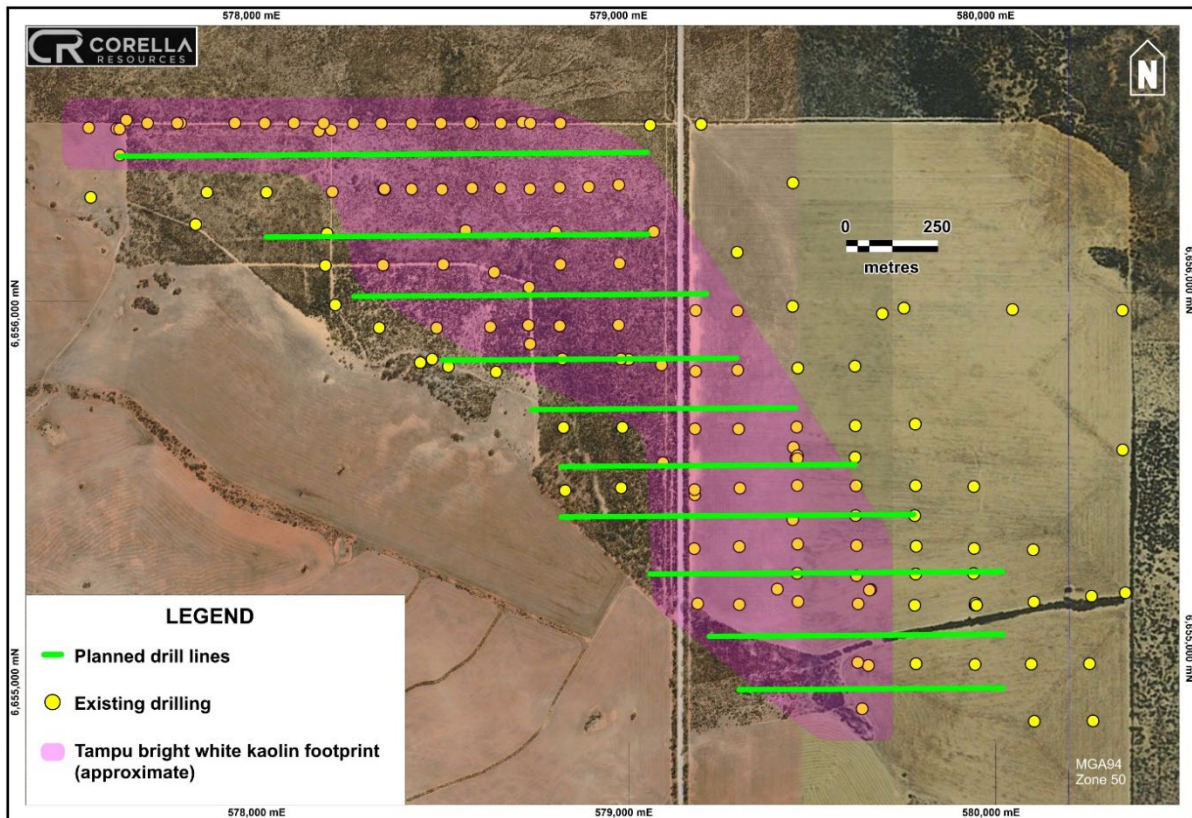 578,000 mE
579,000 mE
580,000 mE
CR CORELLA
RESOURCES
N
0 250
metres
6,656,000 mN
6,656,000 mN
LEGEND
Planned drill lines
Existing drilling
Tampu bright white kaolin footprint
(approximate)
6,655,000 mN
6,655,000 mN
MGA94
Zone 50
578,000 mE
579,000 mE
580,000 mE